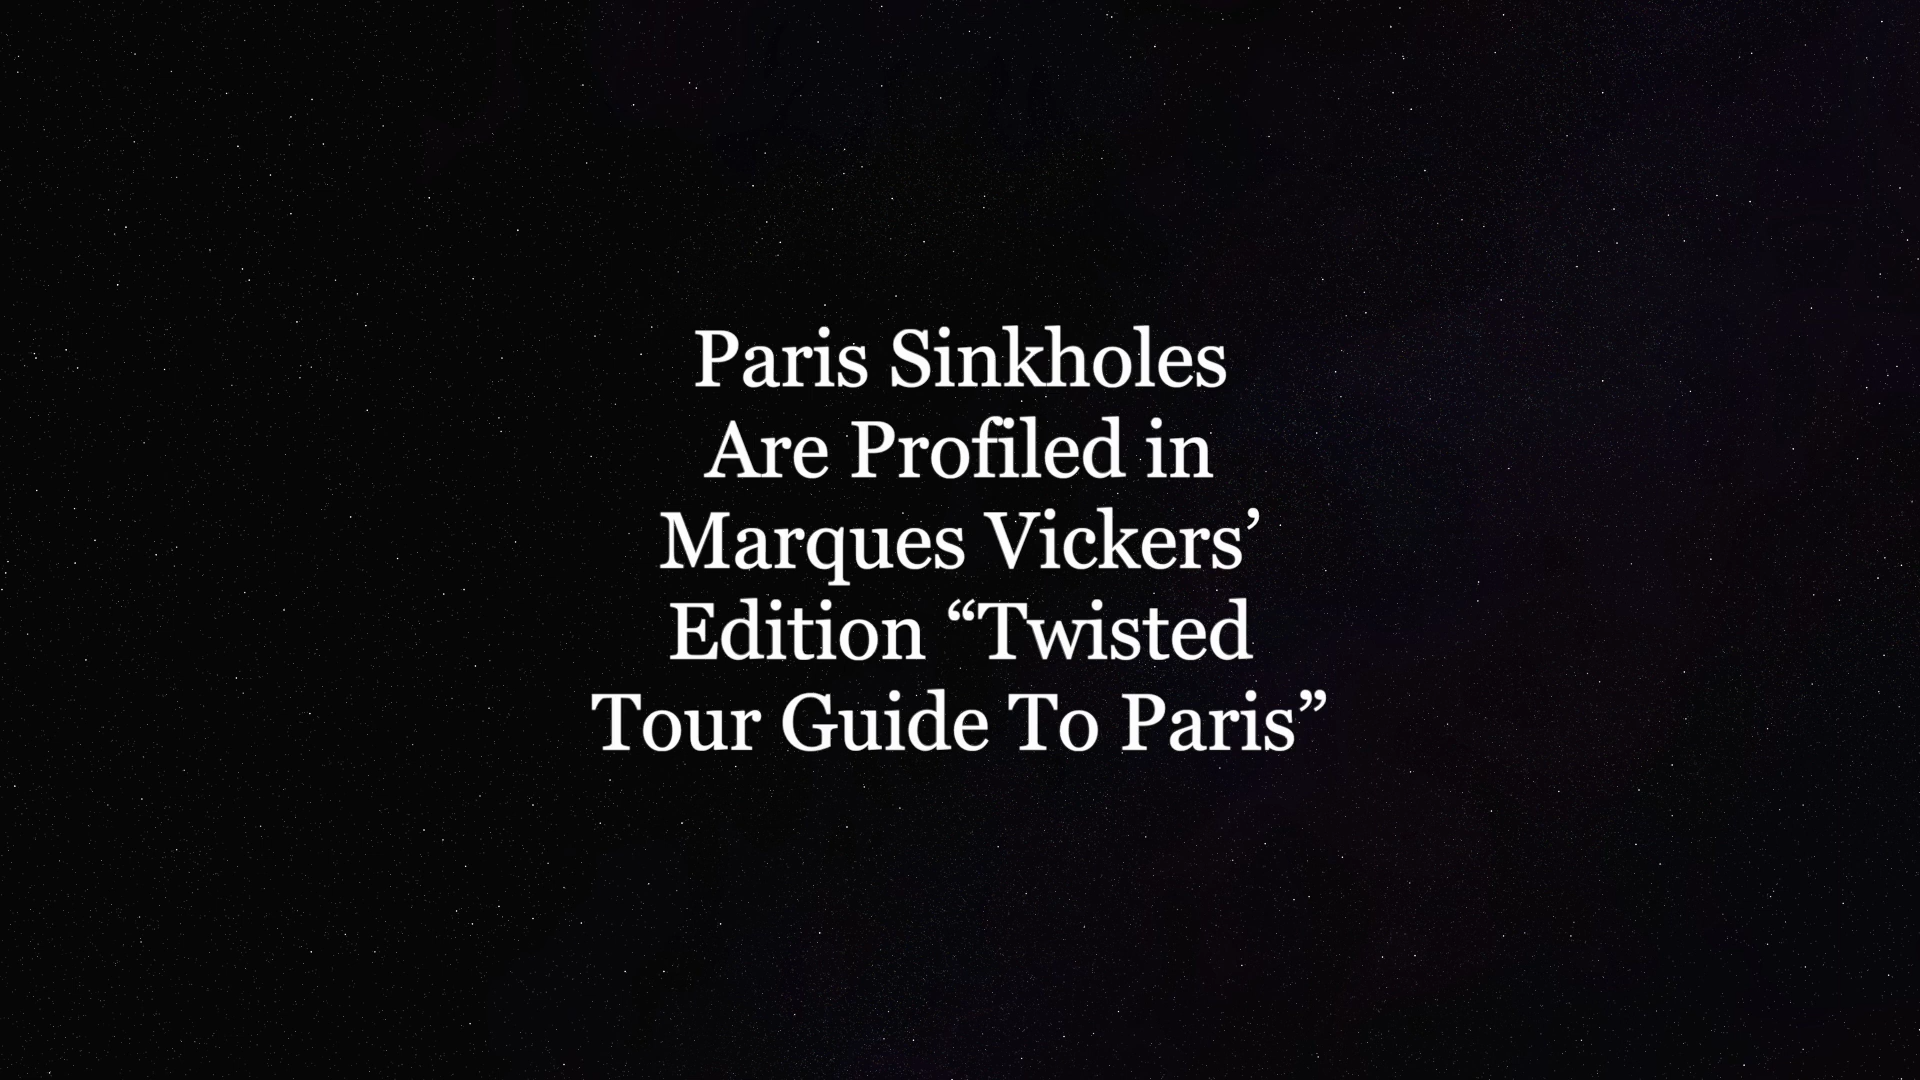 Paris Sinkholes
Are Profiled in
Marques Vickers’
Edition “Twisted
Tour Guide To Paris”